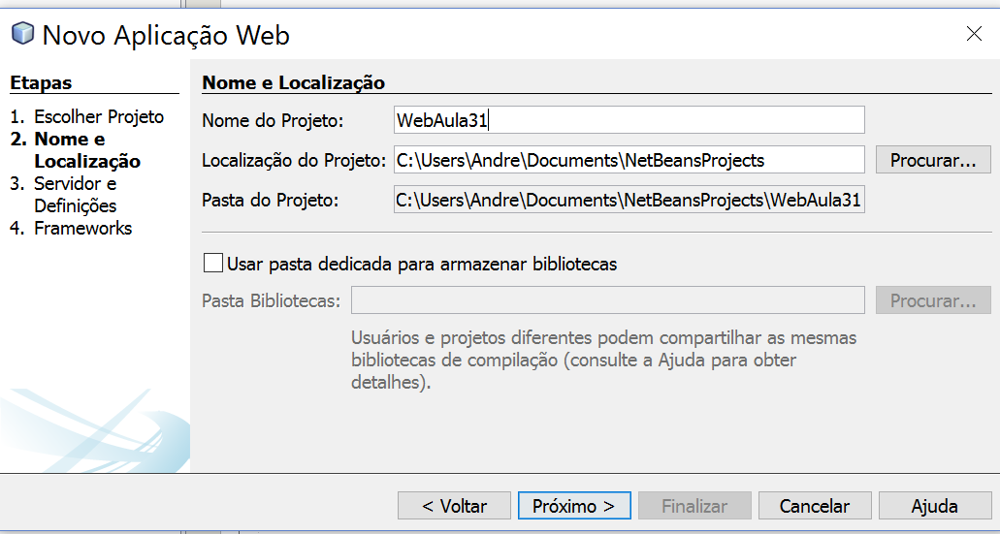 Novo Aplicação Web
Etapas
1. Escolher Projeto
2. Nome e
Localização
3. Servidor e
Definições
4. Frameworks
Nome e Localização
Nome do Projeto: WebAula31
Localização do Projeto: C:\Users\Andre\Documents\NetBeansProjects Procurar...
Pasta do Projeto: C:\Users\Andre\Documents\NetBeansProjects\WebAula31
Usar pasta dedicada para armazenar bibliotecas
Pasta Bibliotecas: Procurar...
Usuários e projetos diferentes podem compartilhar as mesmas
bibliotecas de compilação (consulte a Ajuda para obter
detalhes).
< Voltar Próximo > Finalizar Cancelar Ajuda